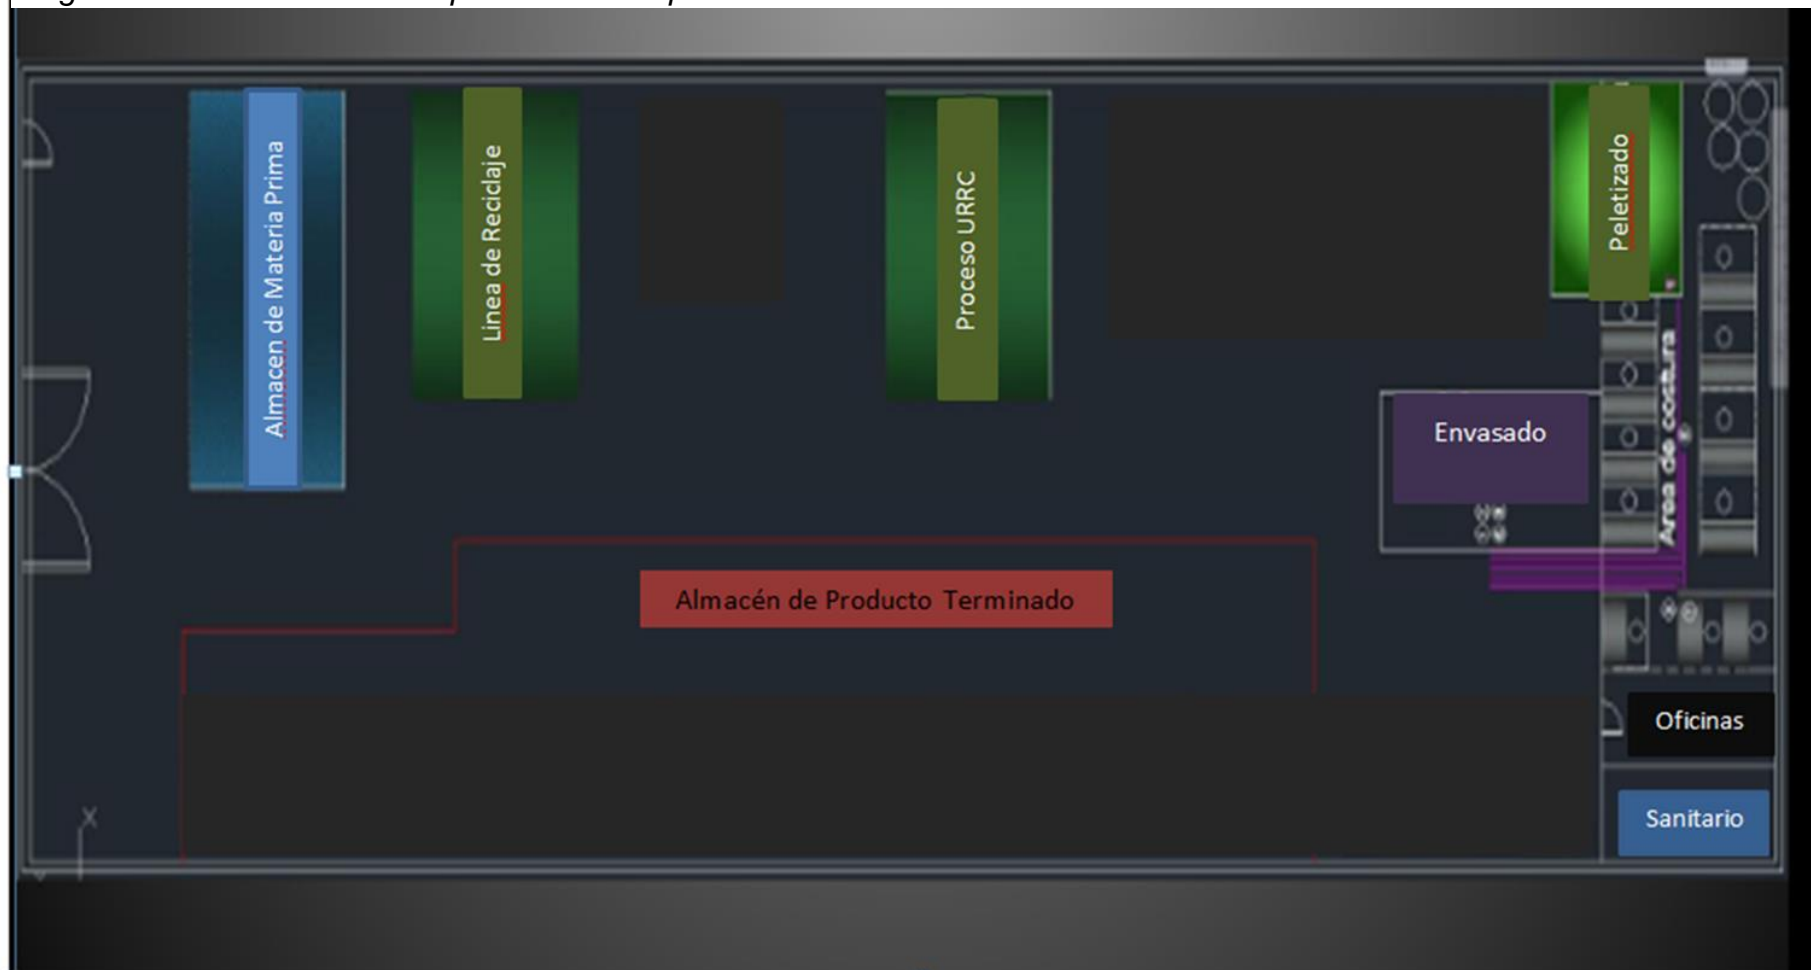 Almacen de Materia Prima
Linea de Reciclaje
Proceso URRC
Peletizado
Envasado
Area de costura
Almacén de Producto Terminado
Oficinas
Sanitario
X